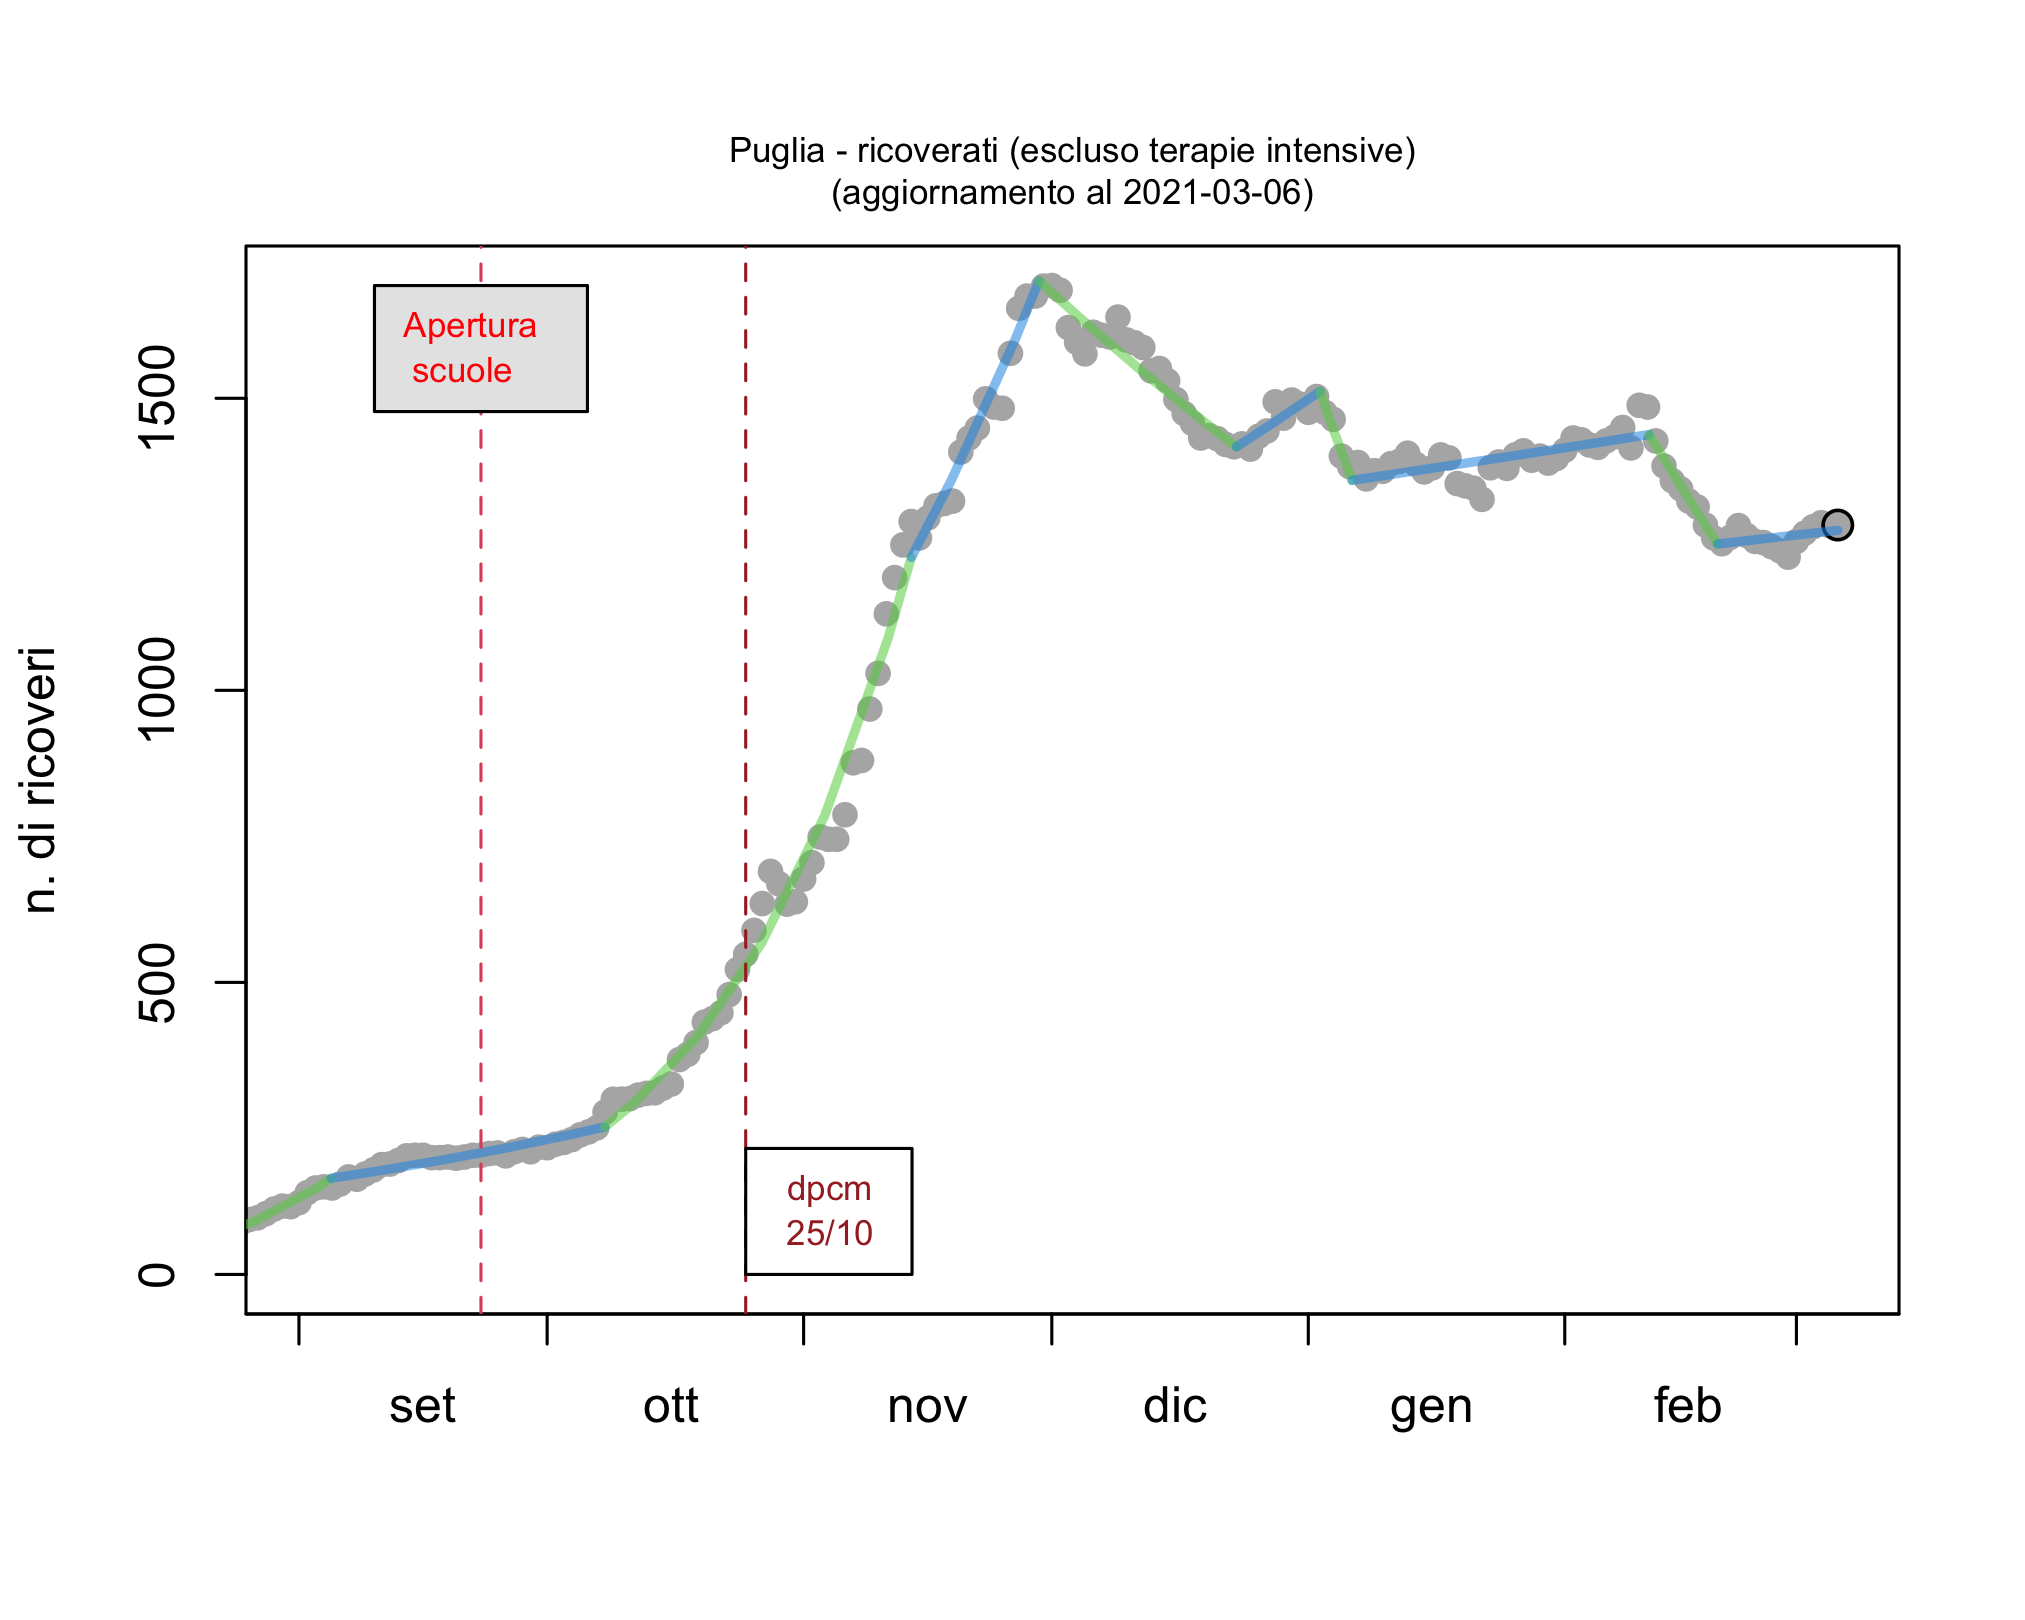 Puglia - ricoverati (escluso terapie intensive)
(aggiornamento al 2021-03-06)
Apertura
scuole
n. di ricoveri
1500
1000
500
0
dpcm
25/10
set ott nov dic gen feb